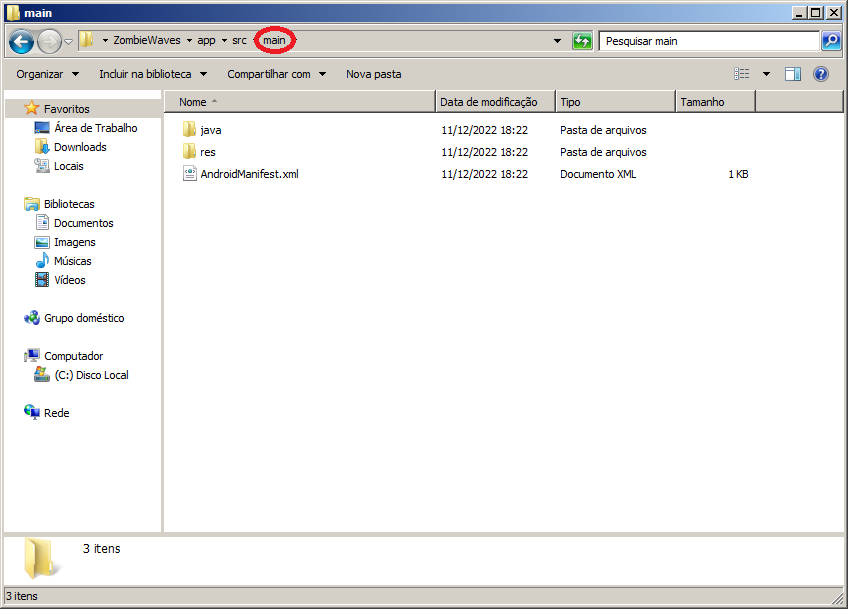 main
ZombieWaves app src main
Pesquisar main
Organizar Incluir na biblioteca Compartilhar com Nova pasta
Nome Data de modificação Tipo Tamanho
java 11/12/2022 18:22 Pasta de arquivos
res 11/12/2022 18:22 Pasta de arquivos
AndroidManifest.xml 11/12/2022 18:22 Documento XML 1 KB
Favoritos
Área de Trabalho
Downloads
Locais
Bibliotecas
Documentos
Imagens
Músicas
Vídeos
Grupo doméstico
Computador
(C:) Disco Local
Rede
3 itens
3 itens